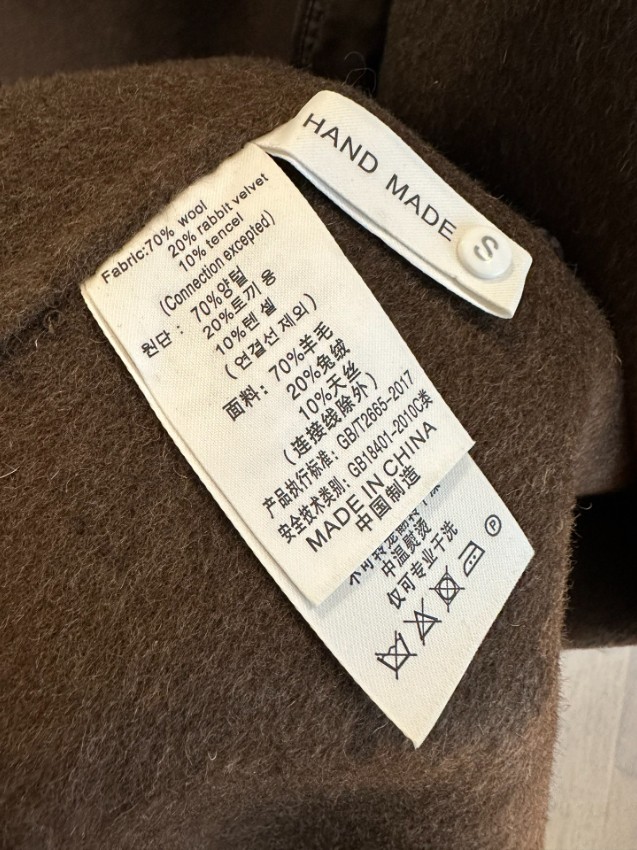 HAND MADE
S
Fabric:70% wool
20% rabbit velvet
10% tencel
(Connection excepied)
원단 : 70%양털
20%토끼 융
10%텐 셀
( 연결선 제외 )
面料: 70%羊毛
20%兔绒
10%天丝
(连接线除外)
产品执行标准: GB/T2665-2017
安全技术类别: GB18401-2010C类
MADE IN CHINA
中国制造
中温熨烫
仅可专业干洗
P